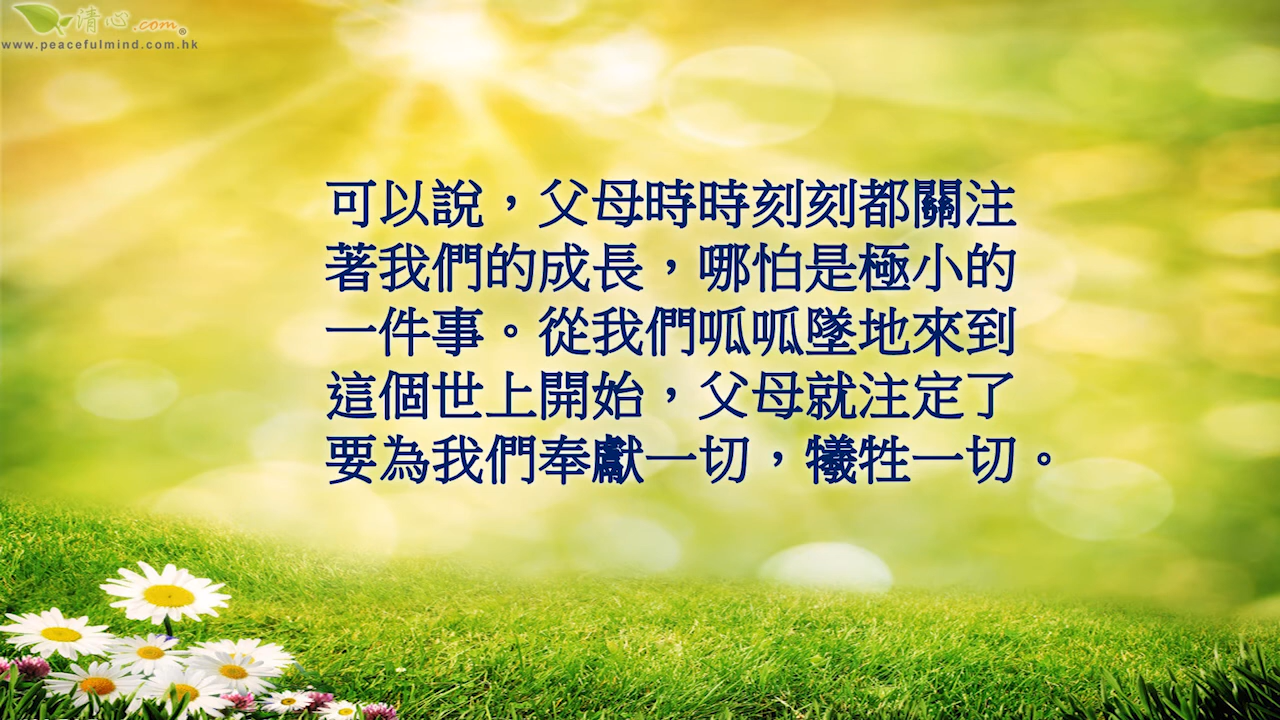 清心.com®
www.peacefulmind.com.hk
可以說，父母時時刻刻都關注
著我們的成長，哪怕是極小的
一件事。從我們呱呱墜地來到
這個世上開始，父母就注定了
要為我們奉獻一切，犧牲一切。